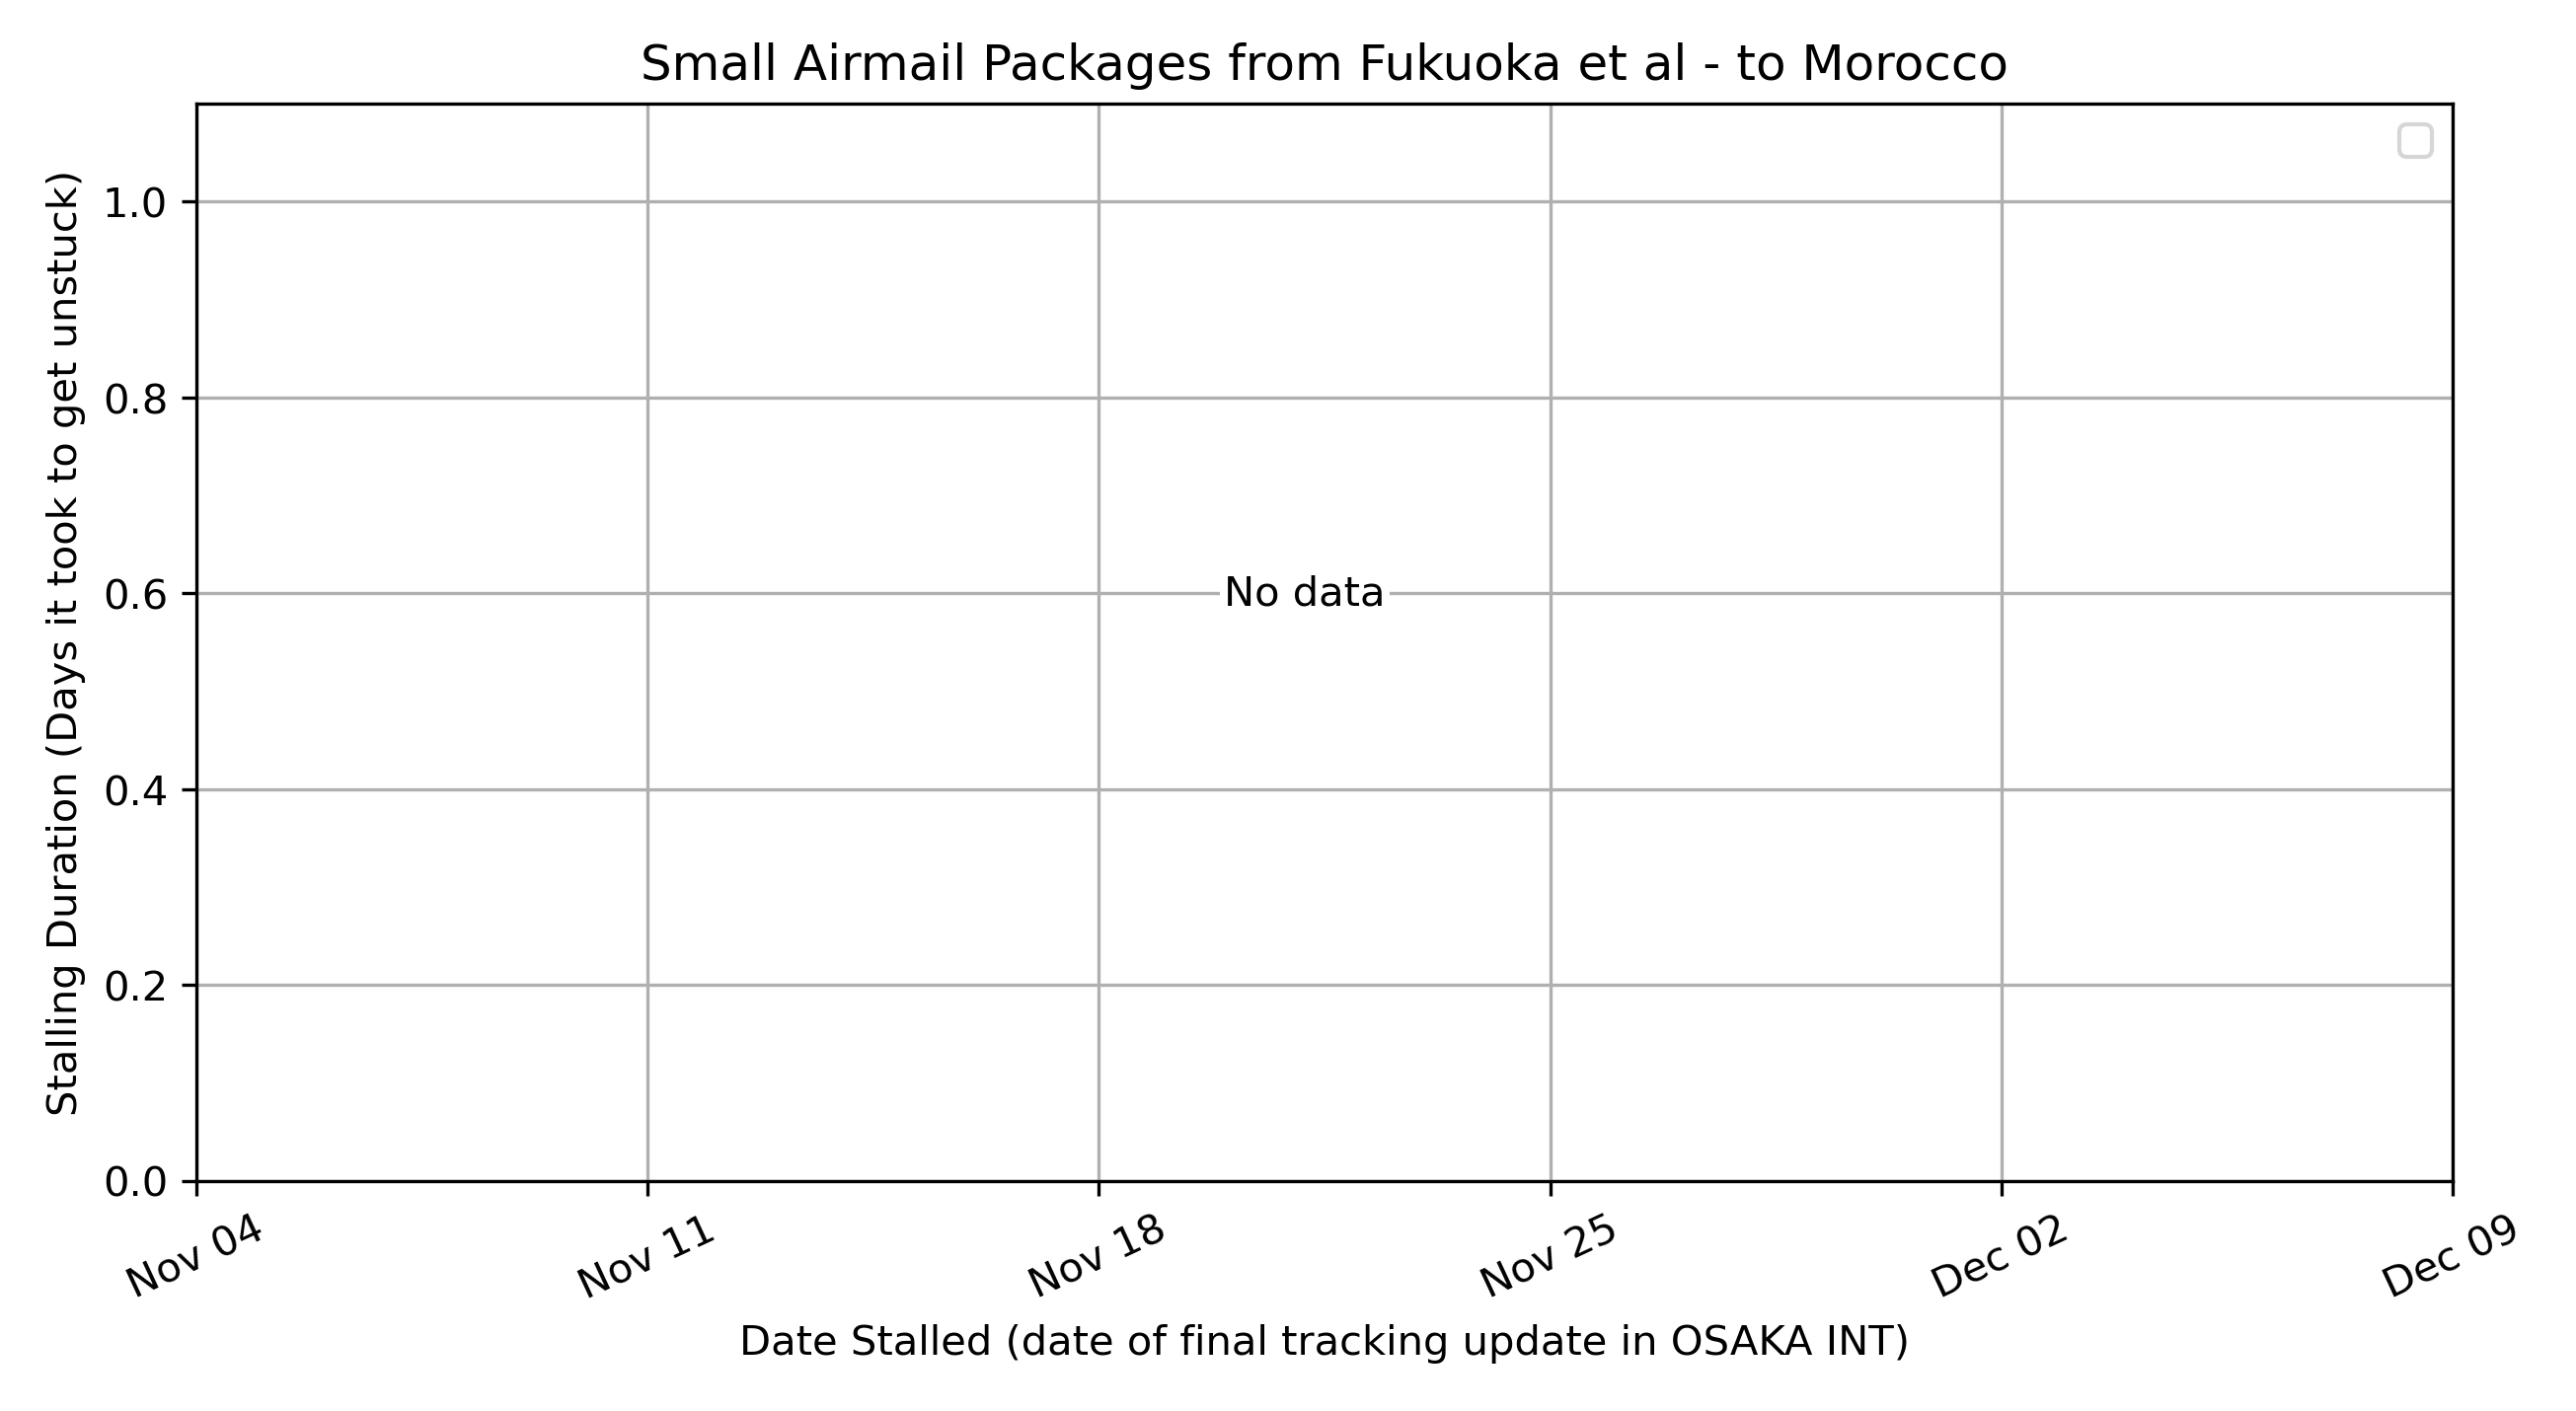 Small Airmail Packages from Fukuoka et al - to Morocco
Stalling Duration (Days it took to get unstuck)
1.0
0.8
0.6
0.4
0.2
0.0
No data
Nov 04
Nov 11
Nov 18
Nov 25
Dec 02
Dec 09
Date Stalled (date of final tracking update in OSAKA INT)